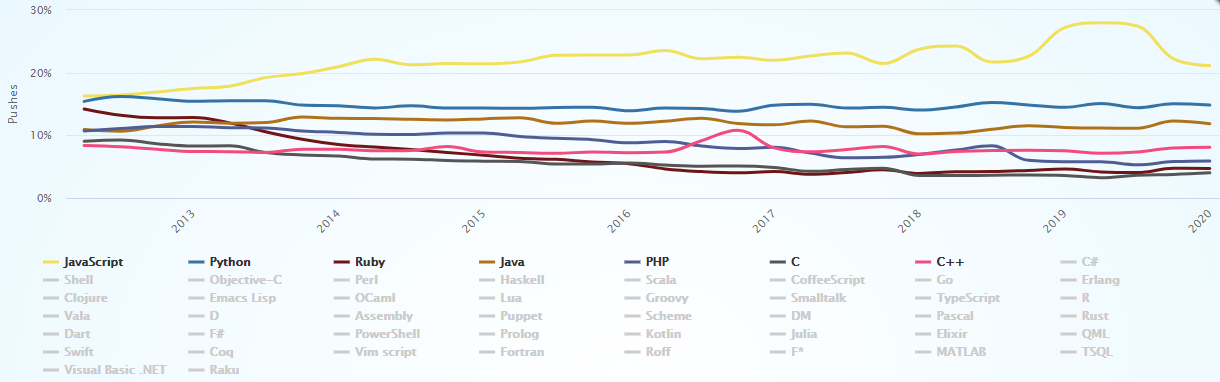 30%
20%
10%
0%
Pushes
2013 2014 2015 2016 2017 2018 2019 2020
JavaScript Python Ruby Java PHP C C++ C#
Shell Objective-C Perl Haskell Scala CoffeeScript Go Erlang
Clojure Emacs Lisp OCaml Lua Groovy Smalltalk TypeScript R
Vala D Assembly Puppet Scheme DM Pascal Rust
Dart F# PowerShell Prolog Kotlin Julia Elixir QML
Swift Coq Vim script Fortran Roff F* MATLAB TSQL
Visual Basic .NET Raku